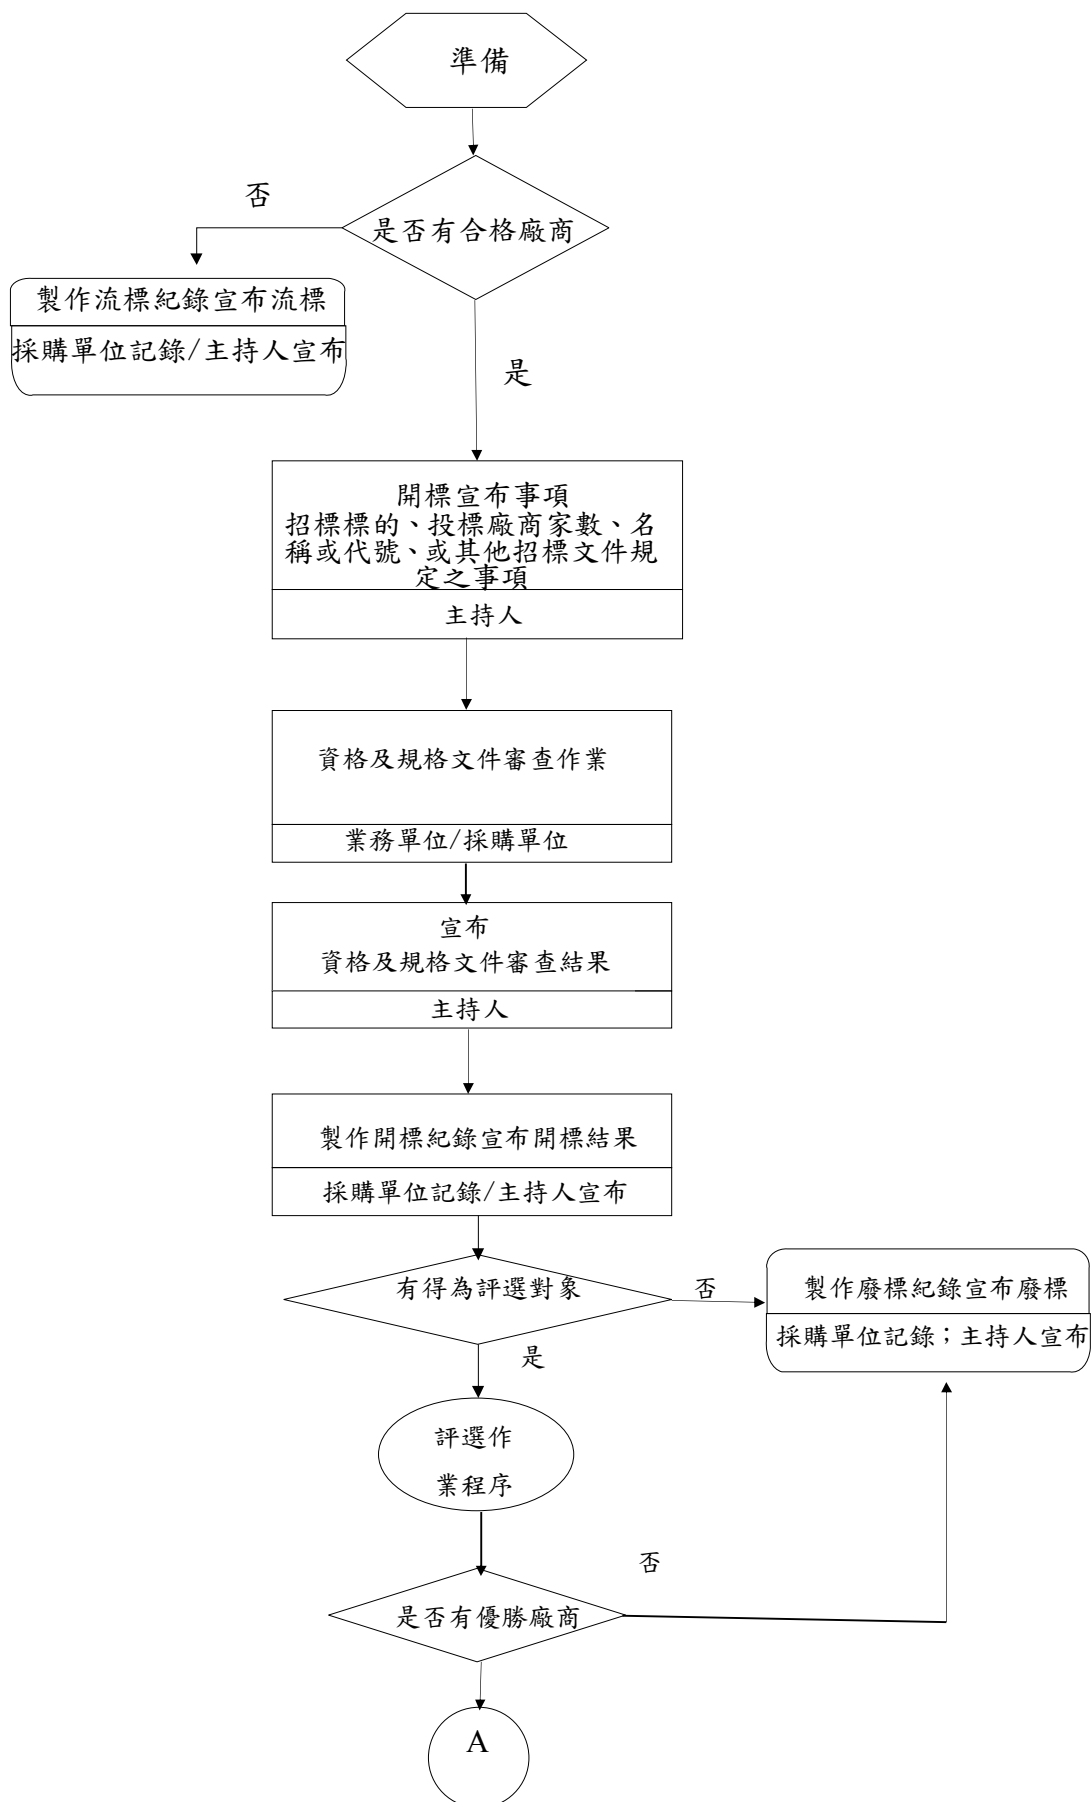 準備
否
是否有合格廠商
製作流標紀錄宣布流標
採購單位記錄/主持人宣布
是
開標宣布事項
招標標的、投標廠商家數、名
稱或代號、或其他招標文件規
定之事項
主持人
資格及規格文件審查作業
業務單位/採購單位
宣布
資格及規格文件審查結果
主持人
製作開標紀錄宣布開標結果
採購單位記錄/主持人宣布
有得為評選對象
否
製作廢標紀錄宣布廢標
採購單位記錄；主持人宣布
是
評選作
業程序
否
是否有優勝廠商
A